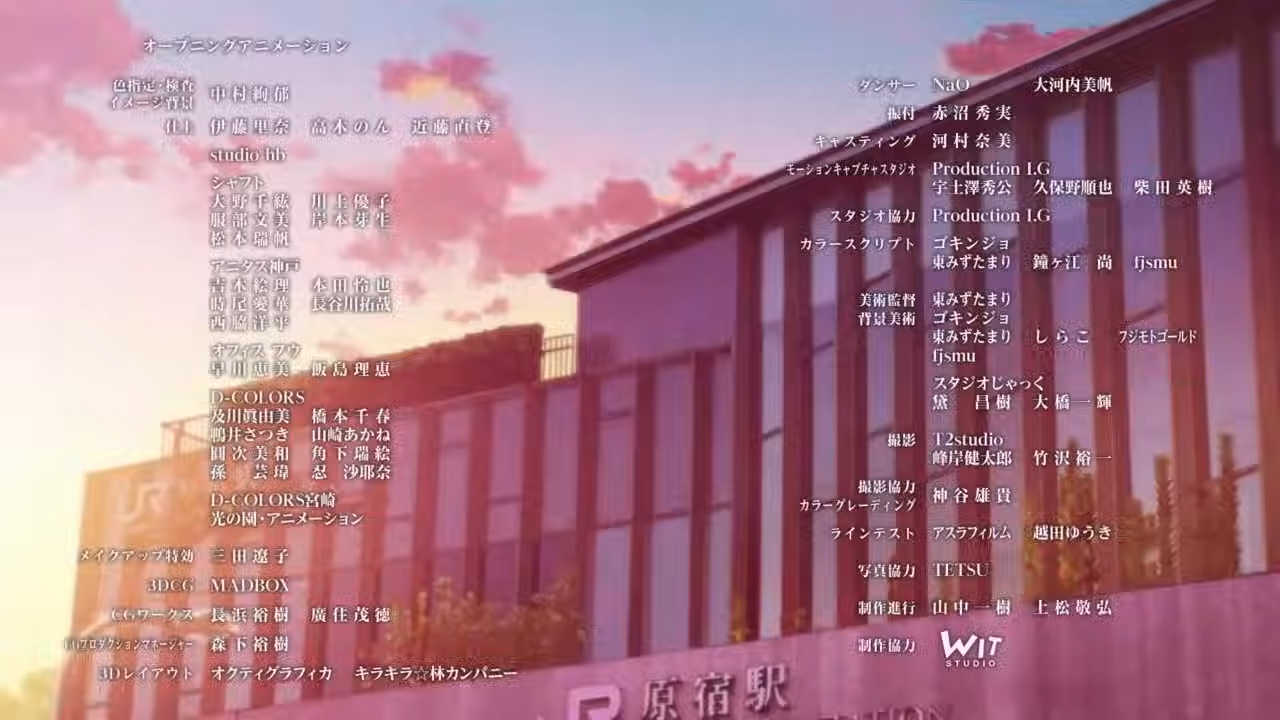 オープニングアニメーション
色指定・検査
イメージ背景 中村絢郁
仕上 伊藤里奈 高木のん 近藤直登
studio hb
シャフト
大野千紘 川上優子
服部文美 岸本芽生
松本瑞帆
アニタス神戸
吉木絵理 本田怜也
時尾愛華 長谷川拓哉
西脇洋平
オフィス フウ
早川恵美 飯島理恵
D-COLORS
及川眞由美 橋本千春
鴨井さつき 山崎あかね
圓次美和 角下瑞絵
孫 芸瑋 忍 沙耶奈
D-COLORS宮崎
光の園・アニメーション
メイクアップ特効 三田遼子
3DCG MADBOX
CGワークス 長浜裕樹 廣住茂徳
CGプロダクションマネージャー 森下裕樹
3Dレイアウト オクティグラフィカ キラキラ☆林カンパニー
ダンサー NaO 大河内美帆
振付 赤沼秀実
キャスティング 河村奈美
モーションキャプチャスタジオ Production I.G
宇土澤秀公 久保野順也 柴田英樹
スタジオ協力 Production I.G
カラースクリプト ゴキンジョ
東みずたまり 鐘ヶ江 尚 fjsmu
美術監督 東みずたまり
背景美術 ゴキンジョ
東みずたまり しらこ フジモトゴールド
fjsmu
スタジオじゃっく
黛 昌樹 大橋一輝
撮影 T2studio
峰岸健太郎 竹沢裕一
撮影協力
カラーグレーディング 神谷雄貴
ラインテスト アスラフィルム 越田ゆうき
写真協力 TETSU
制作進行 山中一樹 上松敬弘
制作協力 WIT STUDIO
JR
原宿駅